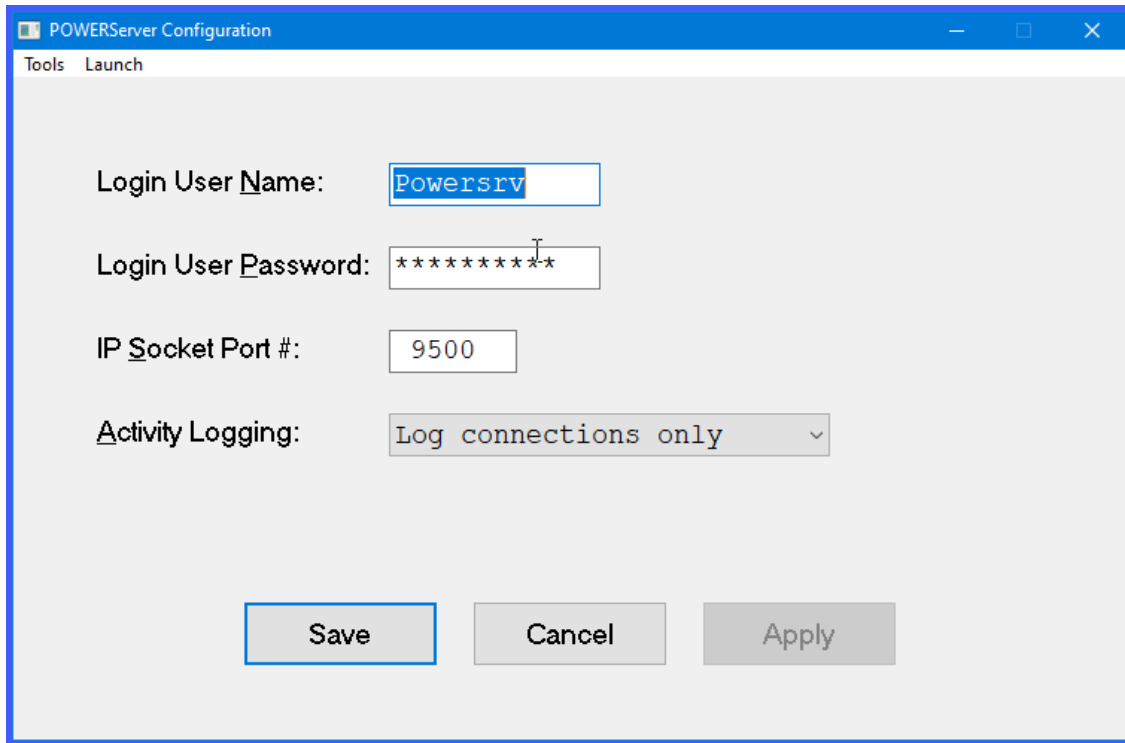 POWERServer Configuration
Tools Launch
Login User Name: Powersrv
Login User Password: **********
IP Socket Port #: 9500
Activity Logging: Log connections only
Save Cancel Apply